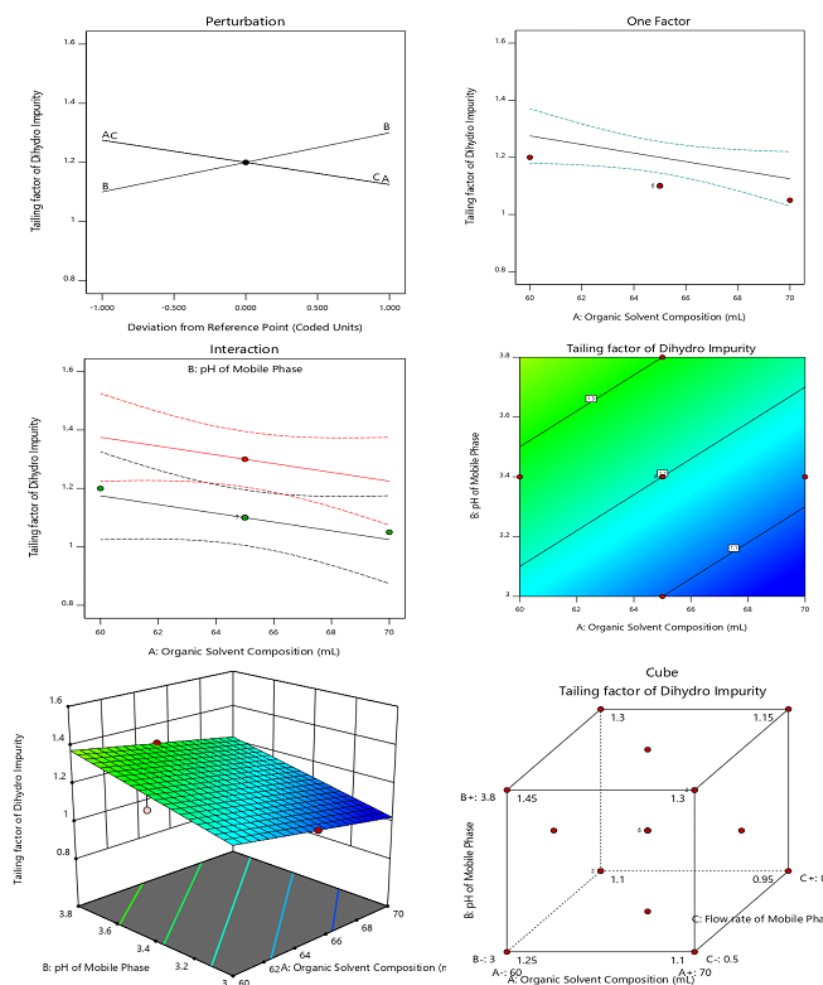 Perturbation
1.6
1.4
1.2
1
0.8
Tailing factor of Dihydro Impurity
A C
B
B
C A
-1.000
-0.500
0.000
0.500
1.000
Deviation from Reference Point (Coded Units)
One Factor
1.6
1.4
1.2
1
0.8
Tailing factor of Dihydro Impurity
6
60
62
64
66
68
70
A: Organic Solvent Composition (mL)
Interaction
B: pH of Mobile Phase
1.6
1.4
1.2
1
0.8
Tailing factor of Dihydro Impurity
60
62
64
66
68
70
A: Organic Solvent Composition (mL)
Tailing factor of Dihydro Impurity
3.8
3.6
3.4
3.2
3
B: pH of Mobile Phase
1.3
1.1
60
62
64
66
68
70
A: Organic Solvent Composition (mL)
1.6
1.4
1.2
1
0.8
Tailing factor of Dihydro Impurity
3.8
3.6
3.4
3.2
3
B: pH of Mobile Phase
60
62
64
66
68
70
A: Organic Solvent Composition (m
Cube
Tailing factor of Dihydro Impurity
1.3
1.15
B+: 3.8
1.45
1.3
6
1.1
0.95
C+: 0
B: pH of Mobile Phase
C: Flow rate of Mobile Pha
B-: 3
1.25
1.1
C-: 0.5
A-: 60
A+: 70
A: Organic Solvent Composition (mL)